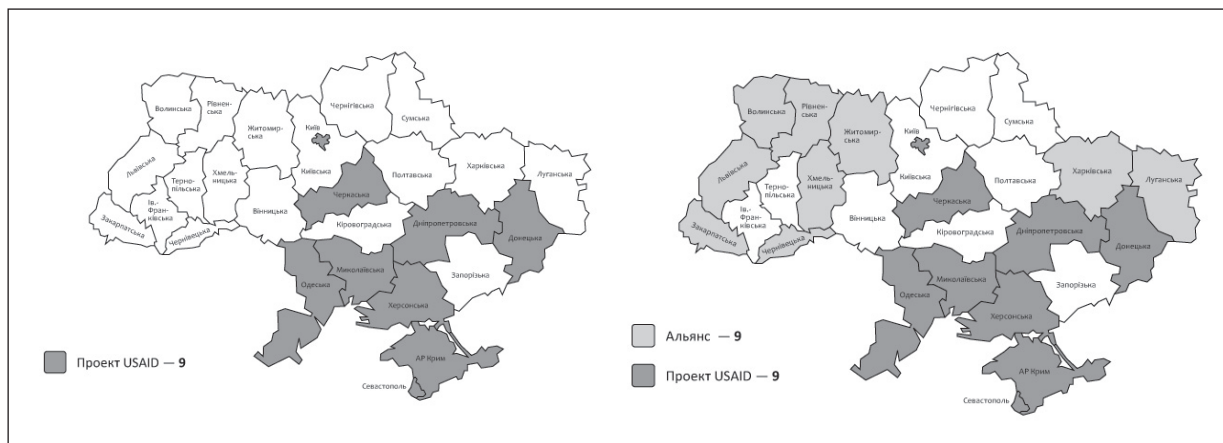 Волинська
Рівнен-
ська
Житомир-
ська
Київ
Чернігівська
Сумська
Львівська
Терно-
пільська
Хмель-
ницька
Київська
Полтавська
Харківська
Луганська
Черкаська
Ів.-
Фран-
ківська
Закарпатська
Чернівецька
Вінницька
Кіровоградська
Дніпропетровська
Донецька
Миколаївська
Одеська
Запорізька
Херсонська
АР Крим
Севастополь
Проект USAID — 9
Волинська
Рівнен-
ська
Житомир-
ська
Київ
Чернігівська
Сумська
Львівська
Терно-
пільська
Хмель-
ницька
Київська
Полтавська
Харківська
Луганська
Черкаська
Ів.-
Фран-
ківська
Закарпатська
Чернівецька
Вінницька
Кіровоградська
Дніпропетровська
Донецька
Миколаївська
Одеська
Запорізька
Херсонська
АР Крим
Севастополь
Альянс — 9
Проект USAID — 9